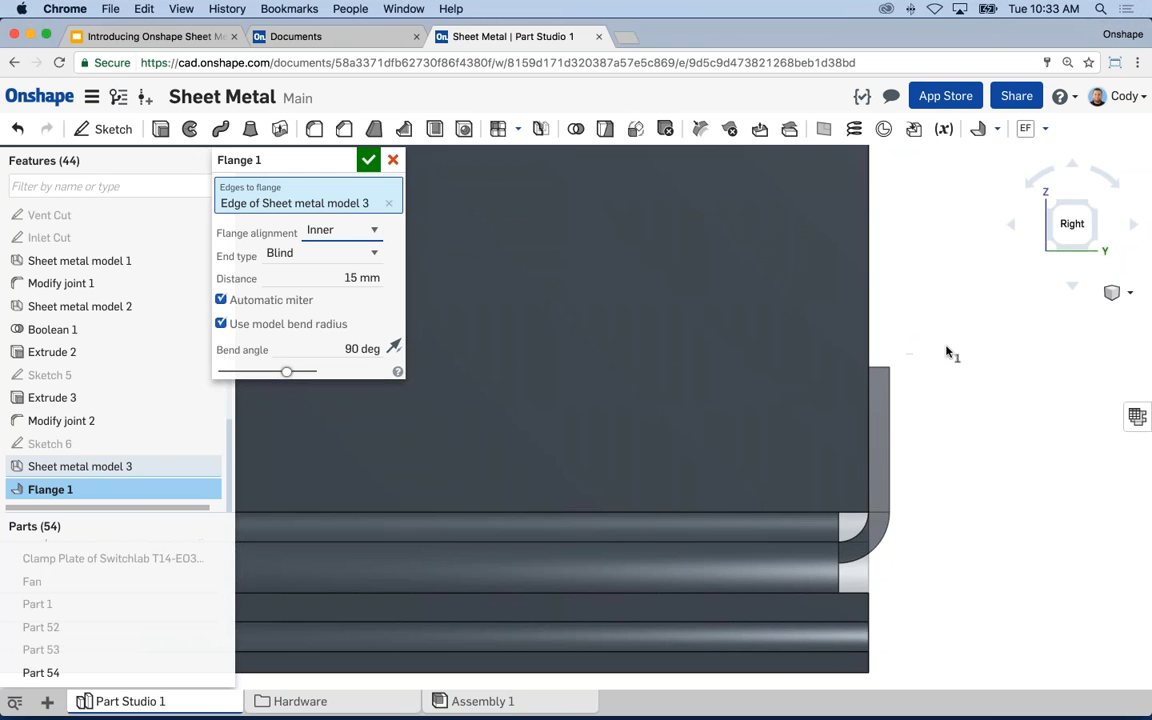 Chrome File Edit View History Bookmarks People Window Help Tue 10:33 AM
Introducing Onshape Sheet Me × Documents × Sheet Metal | Part Studio 1 × Onshape
Secure https://cad.onshape.com/documents/58a3371dfb62730f86f4380f/w/8159d171d320387a57e5c869/e/9d5c9d473821268beb1d38bd
Onshape Sheet Metal Main App Store Share Cody
Sketch (x) EF
Features (44)
Filter by name or type
Vent Cut
Inlet Cut
Sheet metal model 1
Modify joint 1
Sheet metal model 2
Boolean 1
Extrude 2
Sketch 5
Extrude 3
Modify joint 2
Sketch 6
Sheet metal model 3
Flange 1
Parts (54)
Clamp Plate of Switchlab T14-EO3...
Fan
Part 1
Part 52
Part 53
Part 54
Flange 1
Edges to flange
Edge of Sheet metal model 3 ×
Flange alignment Inner
End type Blind
Distance 15 mm
Automatic miter
Use model bend radius
Bend angle 90 deg
Z
Right
Y
1
Part Studio 1 Hardware Assembly 1